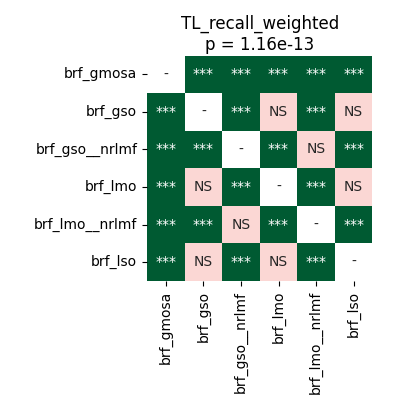 TL_recall_weighted
p = 1.16e-13
brf_gmosa - *** *** *** *** ***
brf_gso *** - *** NS *** NS
brf_gso__nrlmf *** *** - *** NS ***
brf_lmo *** NS *** - *** NS
brf_lmo__nrlmf *** *** NS *** - ***
brf_lso *** NS *** NS *** -
brf_gmosa
brf_gso
brf_gso__nrlmf
brf_lmo
brf_lmo__nrlmf
brf_lso